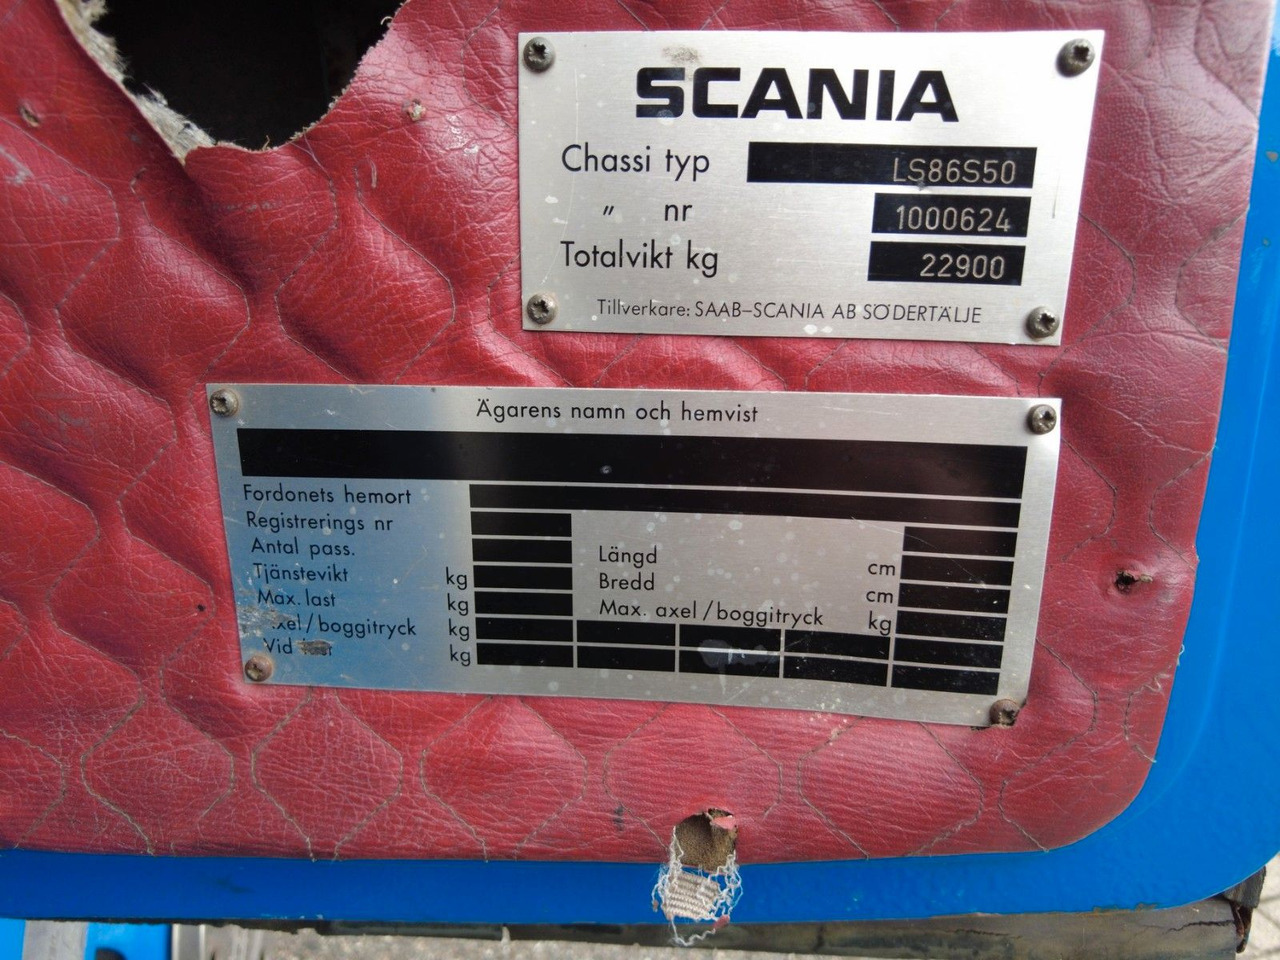 SCANIA
Chassi typ LS86S50
" nr 1000624
Totalvikt kg 22900
Tillverkare: SAAB-SCANIA AB SÖDERTÄLJE
Ägarens namn och hemvist
Fordonets hemort
Registrerings nr
Antal pass.
Längd cm
Tjänstevikt kg
Bredd cm
Max. last kg
Max. axel/boggitryck kg
axel/boggitryck kg
Vid kg